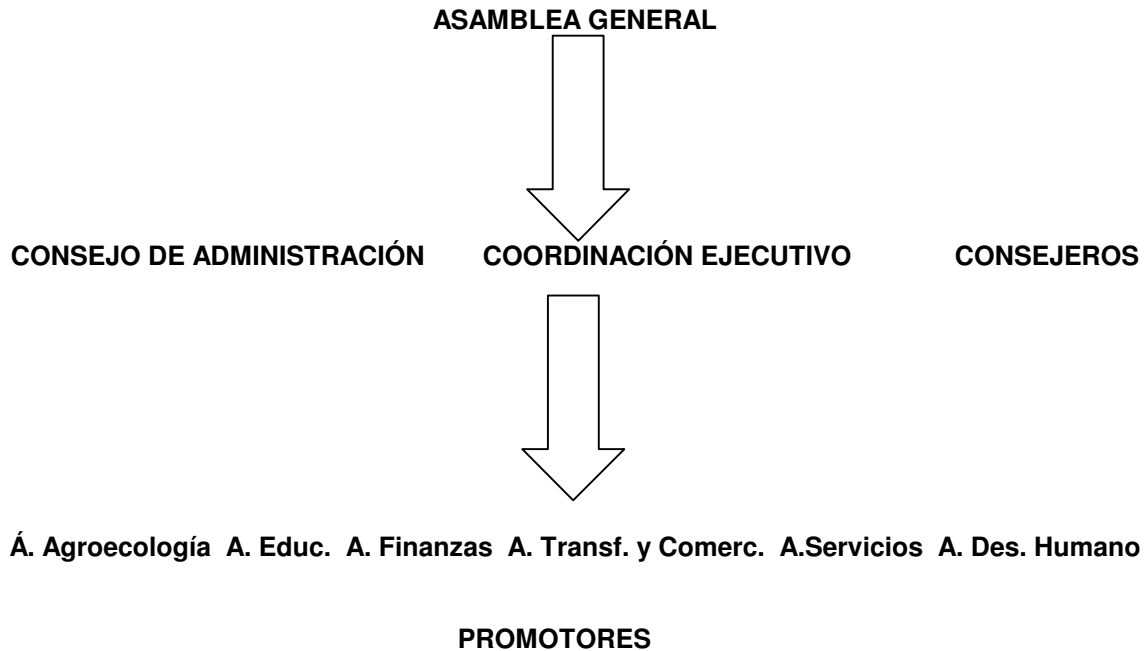 ASAMBLEA GENERAL
CONSEJO DE ADMINISTRACIÓN COORDINACIÓN EJECUTIVO CONSEJEROS
Á. Agroecología A. Educ. A. Finanzas A. Transf. y Comerc. A.Servicios A. Des. Humano
PROMOTORES